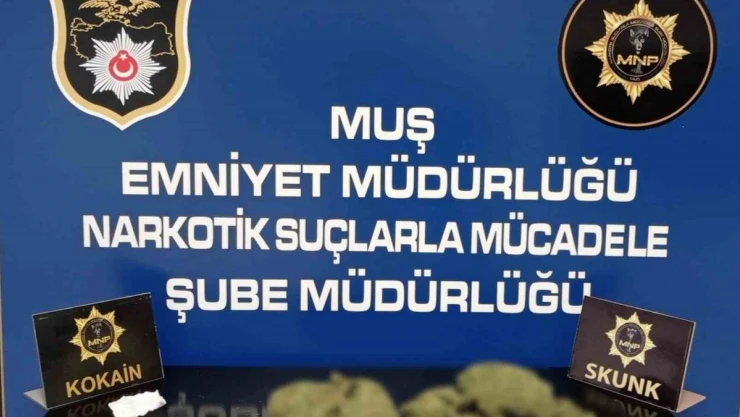 MNP
MUŞ
EMNİYET MÜDÜRLÜĞÜ
NARKOTİK SUÇLARLA MÜCADELE
ŞUBE MÜDÜRLÜĞÜ
MNP
KOKAİN
MNP
SKUNK